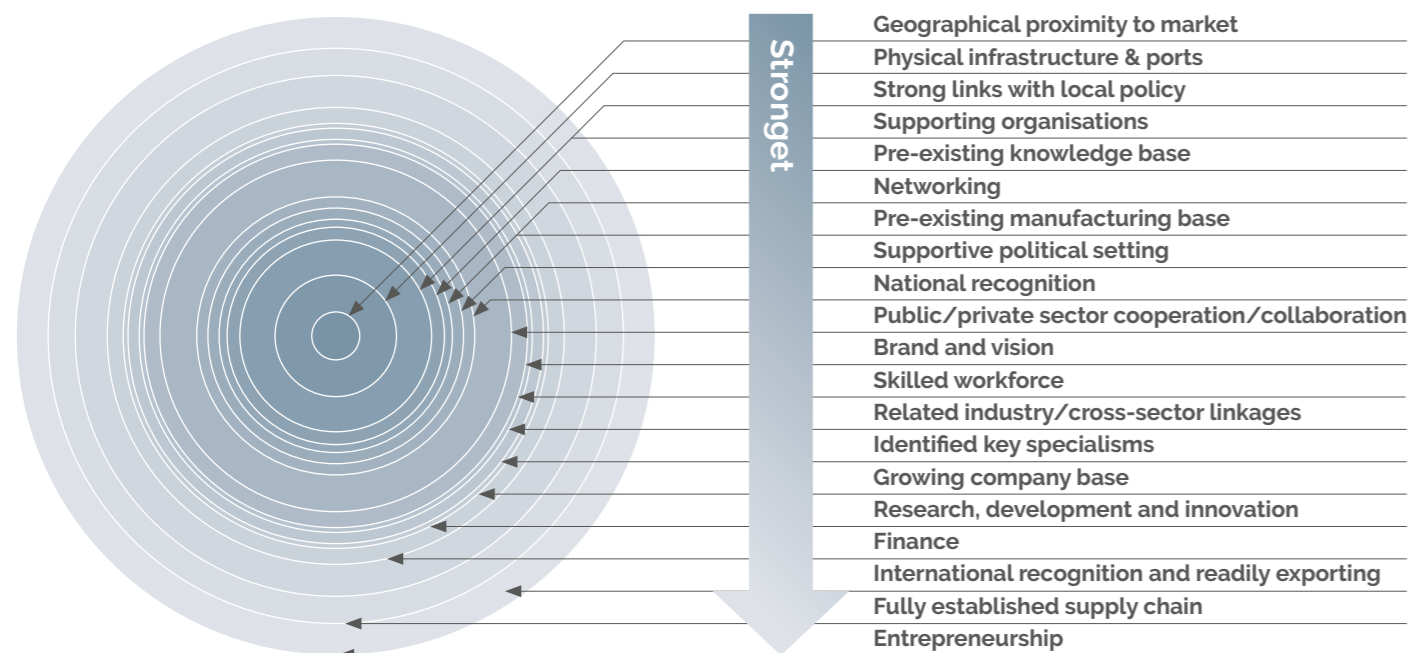 Stronget
Geographical proximity to market
Physical infrastructure & ports
Strong links with local policy
Supporting organisations
Pre-existing knowledge base
Networking
Pre-existing manufacturing base
Supportive political setting
National recognition
Public/private sector cooperation/collaboration
Brand and vision
Skilled workforce
Related industry/cross-sector linkages
Identified key specialisms
Growing company base
Research, development and innovation
Finance
International recognition and readily exporting
Fully established supply chain
Entrepreneurship